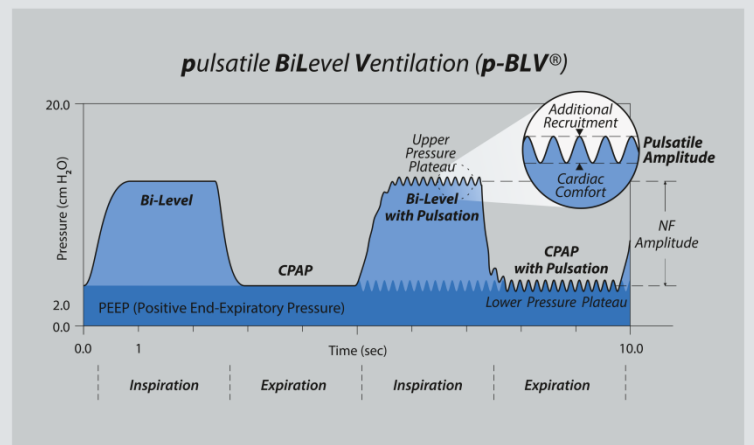 pulsatile BiLevel Ventilation (p-BLV®)
20.0
Pressure (cm H₂O)
2.0
0.0
Bi-Level
CPAP
PEEP (Positive End-Expiratory Pressure)
Upper
Pressure
Plateau
Bi-Level
with Pulsation
Additional
Recruitment
Cardiac
Comfort
Pulsatile
Amplitude
NF
Amplitude
CPAP
with Pulsation
Lower Pressure Plateau
0.0
1
Time (sec)
10.0
Inspiration
Expiration
Inspiration
Expiration